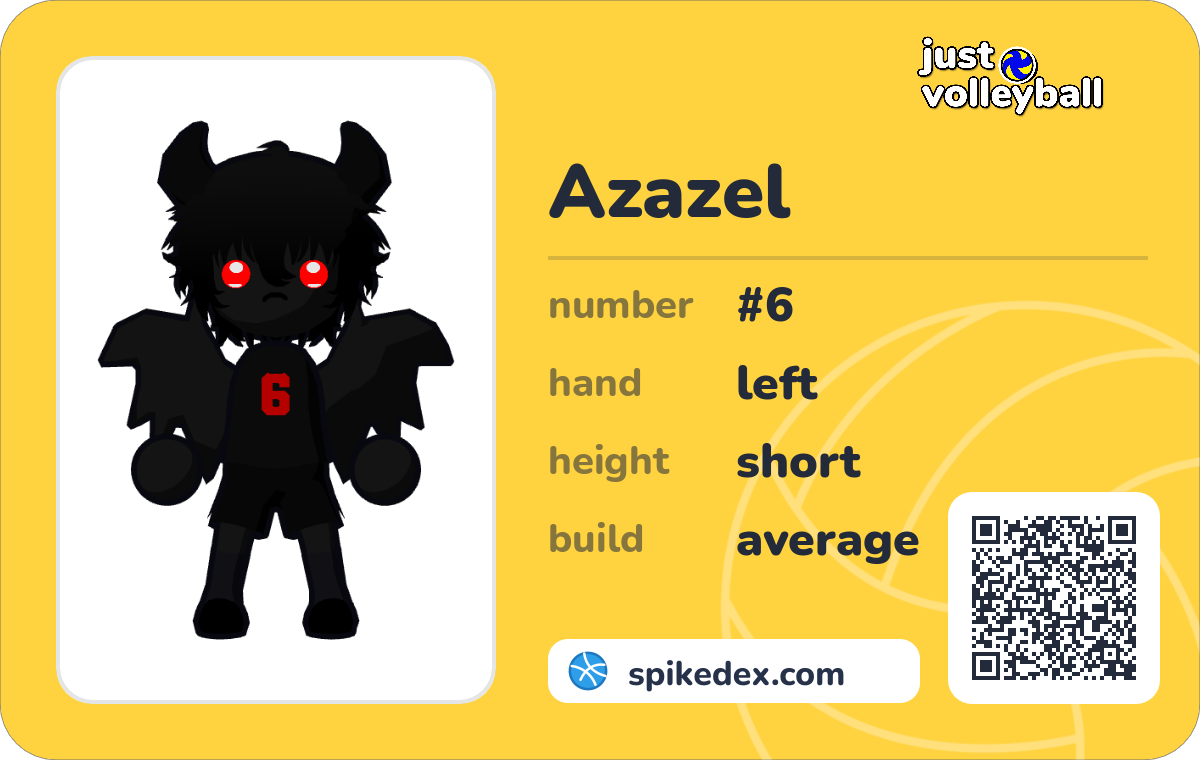 just
volleyball
Azazel
number #6
hand left
height short
build average
6
spikedex.com